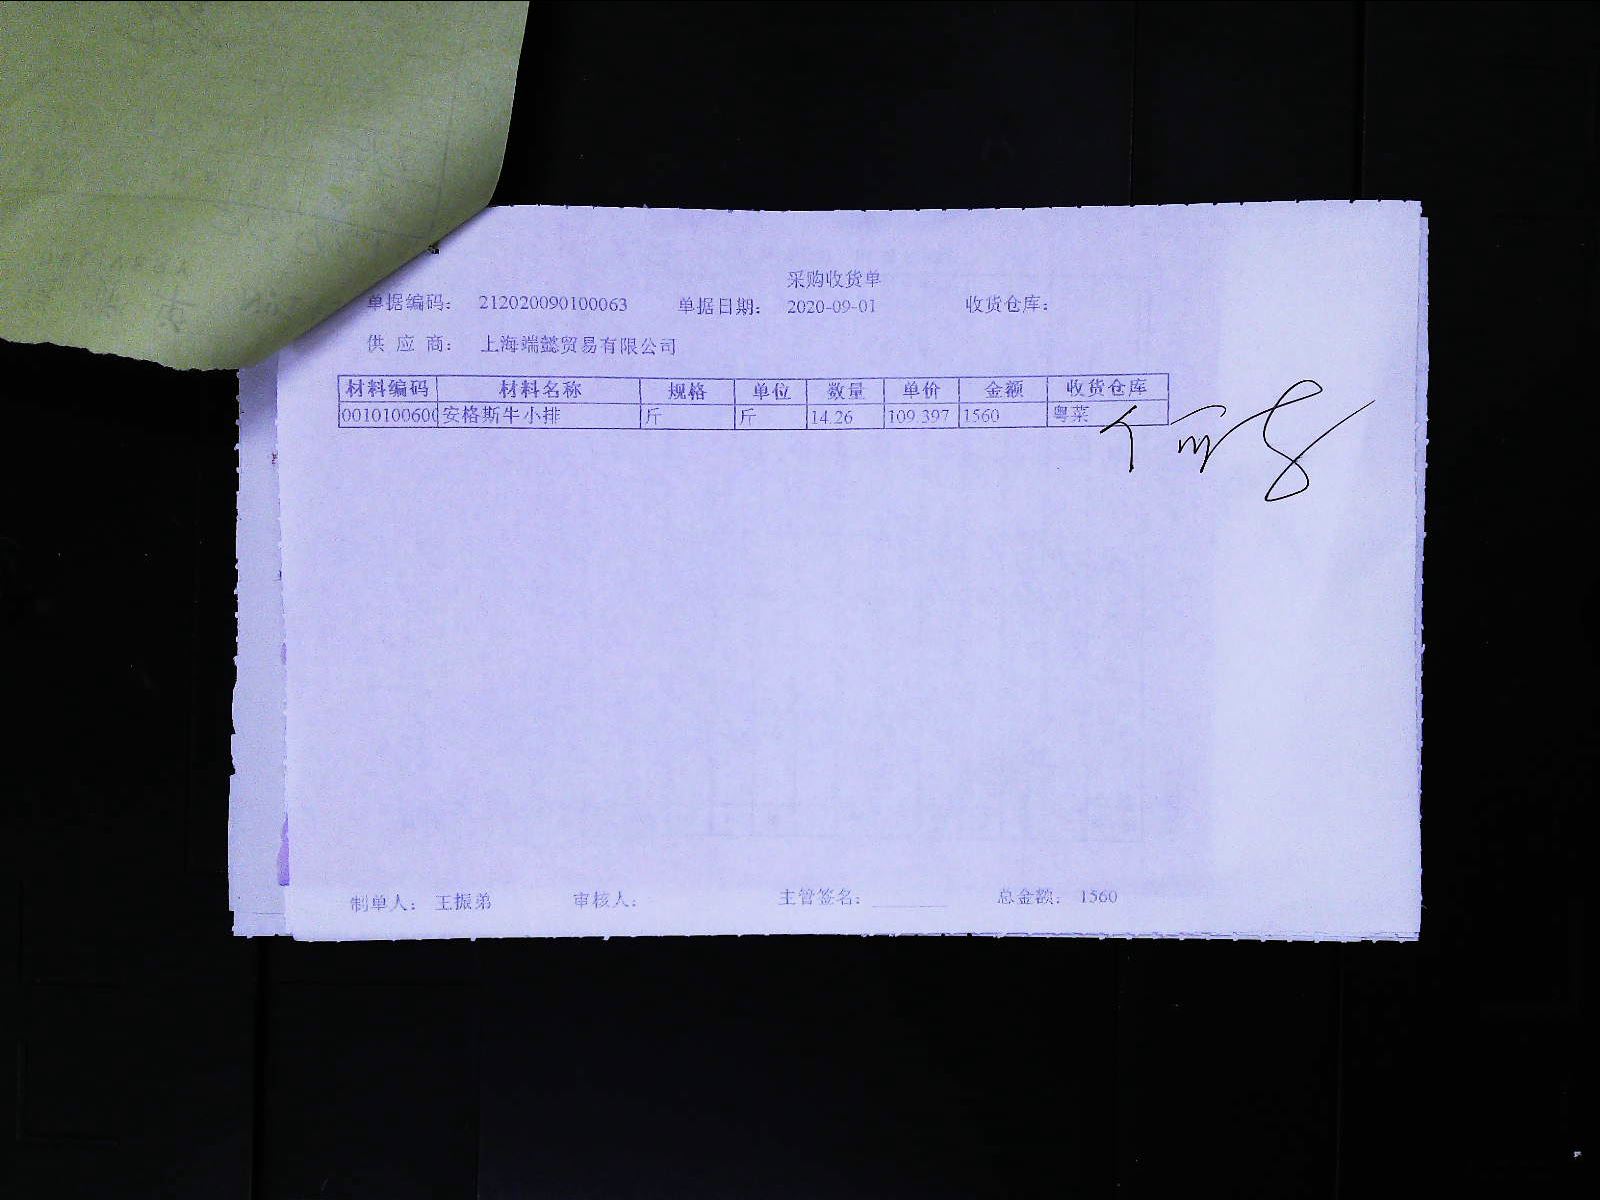 采购收货单
单据编码： 212020090100063 单据日期： 2020-09-01 收货仓库：
供 应 商： 上海端懿贸易有限公司
材料编码 材料名称 规格 单位 数量 单价 金额 收货仓库
0010100600 安格斯牛小排 斤 斤 14.26 109.397 1560 粤菜
制单人： 王振弟 审核人： 主管签名： 总金额： 1560